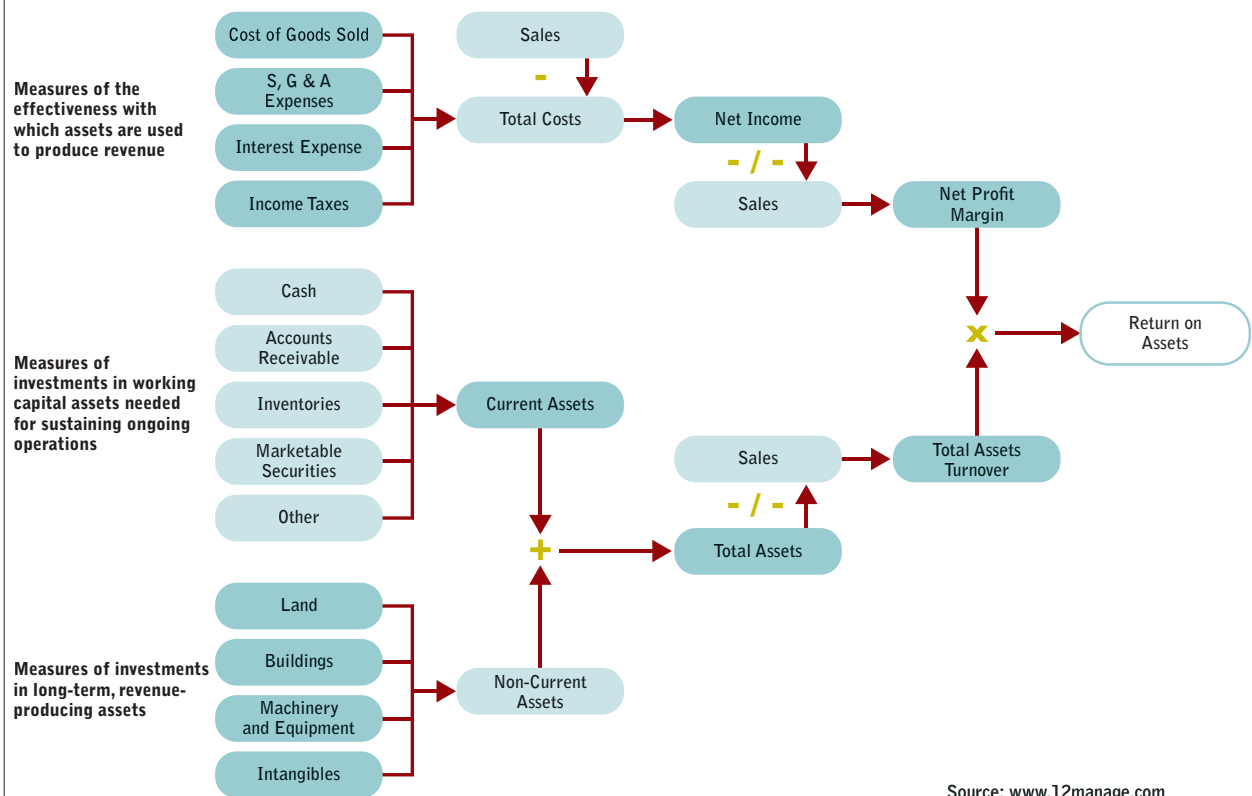 Measures of the
effectiveness with
which assets are used
to produce revenue
Cost of Goods Sold
S, G & A
Expenses
Interest Expense
Income Taxes
Sales
-
Total Costs
Net Income
- / -
Sales
Net Profit
Margin
Measures of
investments in working
capital assets needed
for sustaining ongoing
operations
Cash
Accounts
Receivable
Inventories
Marketable
Securities
Other
Current Assets
+
Sales
- / -
Total Assets
Total Assets
Turnover
x
Return on
Assets
Measures of investments
in long-term, revenue-
producing assets
Land
Buildings
Machinery
and Equipment
Intangibles
Non-Current
Assets
Source: www.12manage.com